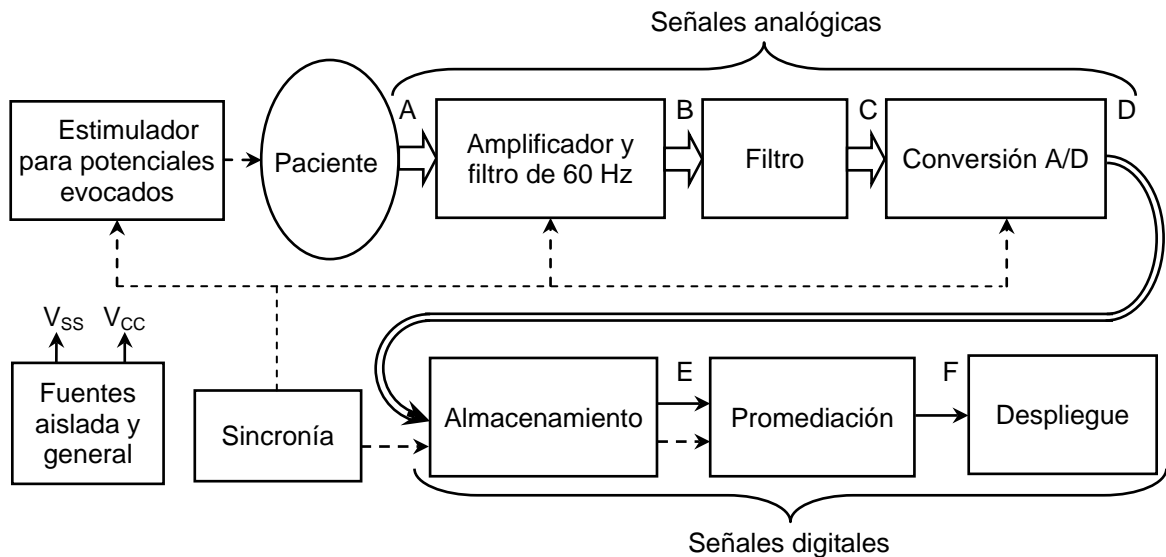 Señales analógicas
Estimulador
para potenciales
evocados
Paciente
A
Amplificador y
filtro de 60 Hz
B
Filtro
C
Conversión A/D
D
VSS
VCC
Fuentes
aislada y
general
Sincronía
Almacenamiento
E
Promediación
F
Despliegue
Señales digitales